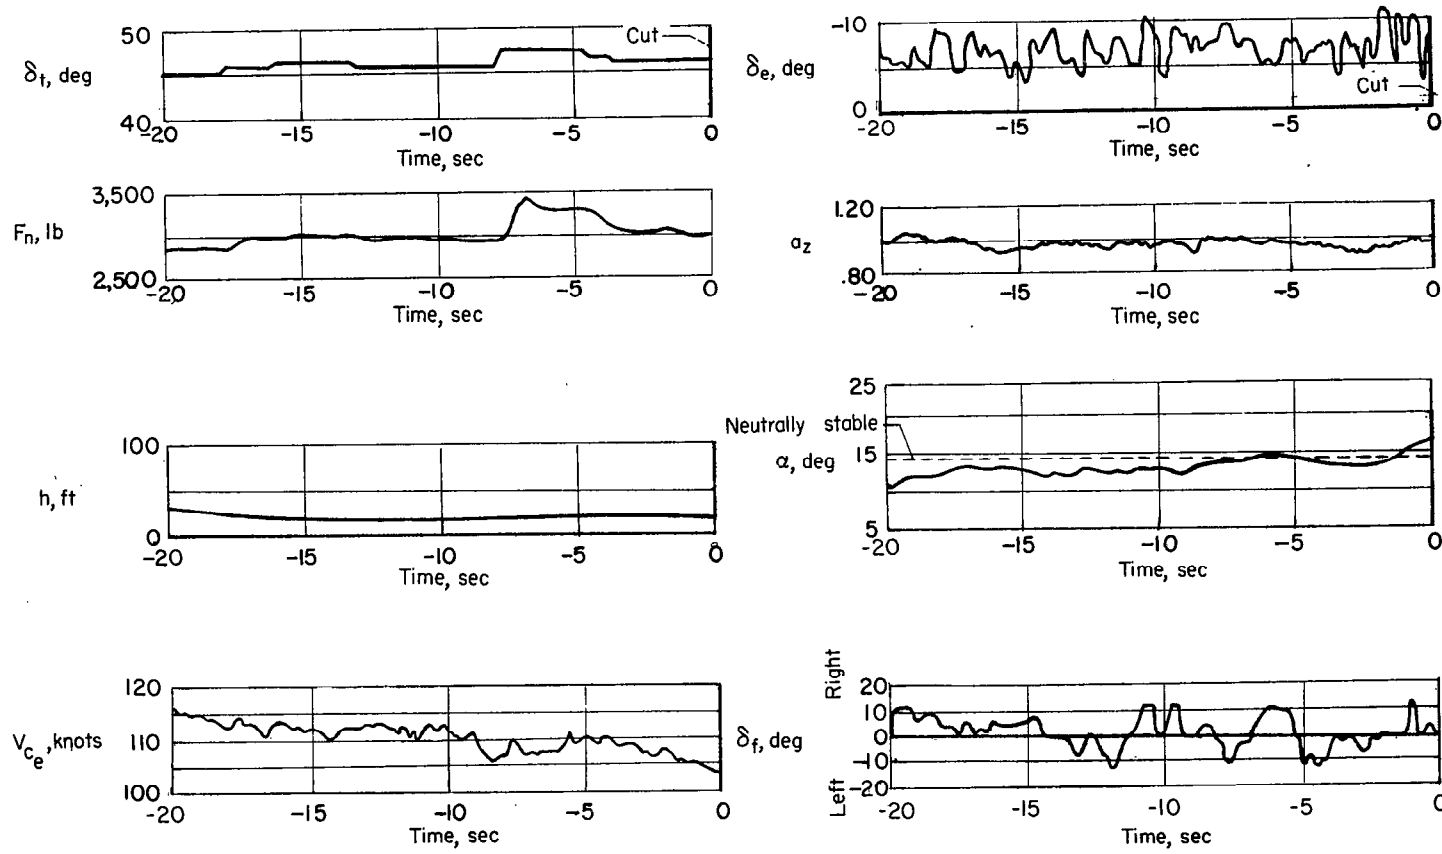 50
Cut
δt, deg
40
-20 -15 -10 -5 0
Time, sec
-10
δe, deg
Cut
0
-20 -15 -10 -5 0
Time, sec
3,500
Fn, lb
2,500
-20 -15 -10 -5 0
Time, sec
1.20
az
.80
-20 -15 -10 -5 0
Time, sec
100
h, ft
0
-20 -15 -10 -5 0
Time, sec
25
Neutrally stable
15
α, deg
5
-20 -15 -10 -5 0
Time, sec
120
110
Vce, knots
100
-20 -15 -10 -5 0
Time, sec
Right
20
10
0
δf, deg
-10
-20
Left
-20 -15 -10 -5 0
Time, sec